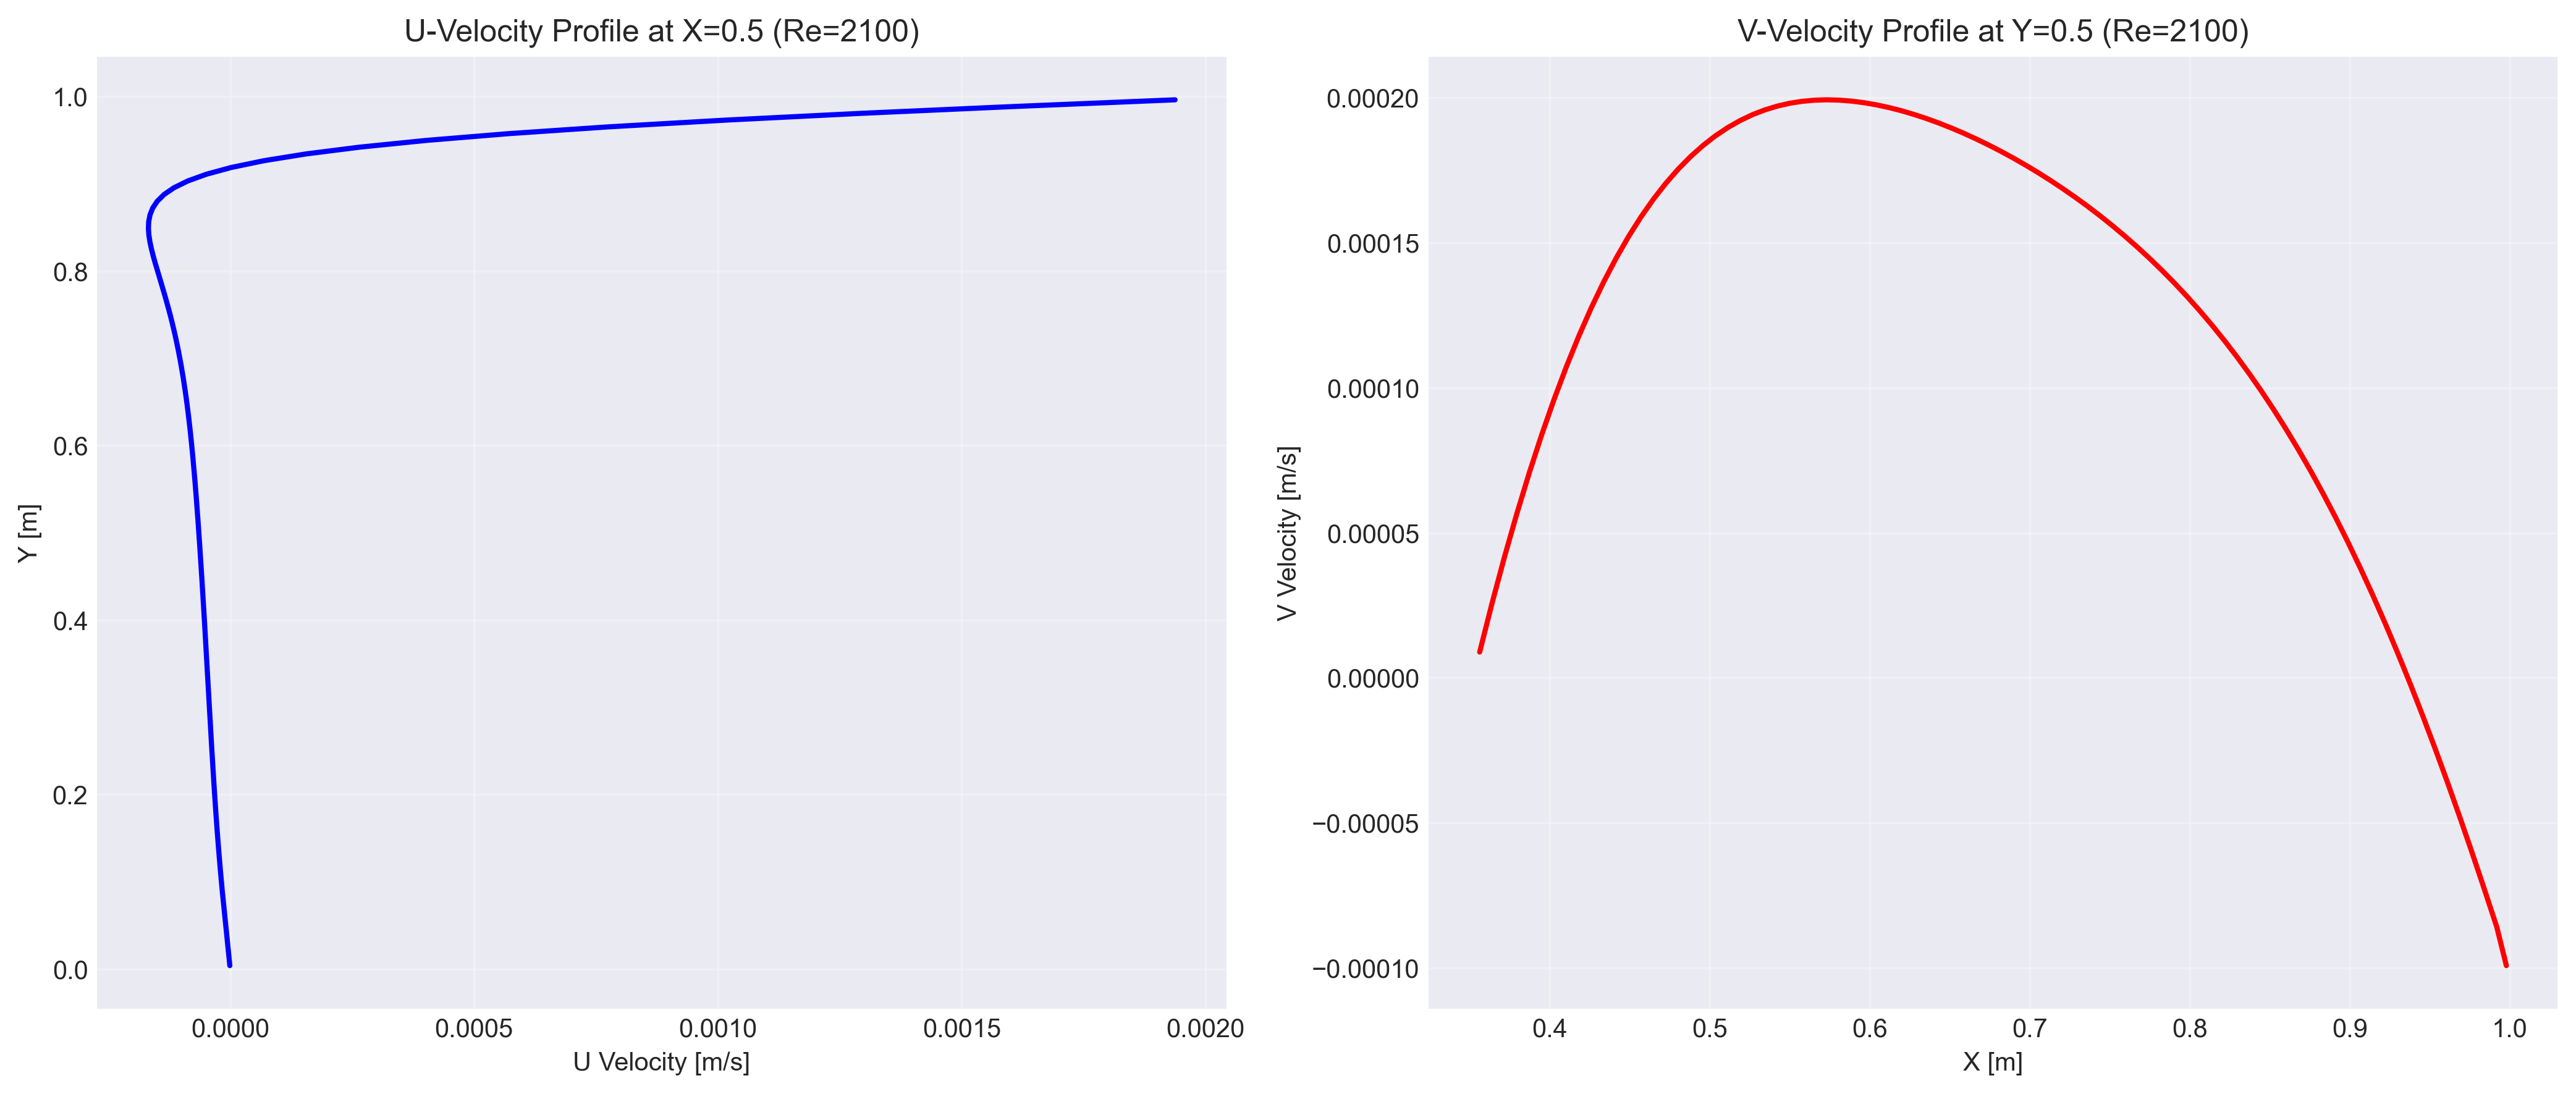 U-Velocity Profile at X=0.5 (Re=2100)
1.0
0.8
0.6
0.4
0.2
0.0
Y [m]
0.0000 0.0005 0.0010 0.0015 0.0020
U Velocity [m/s]
V-Velocity Profile at Y=0.5 (Re=2100)
0.00020
0.00015
0.00010
0.00005
0.00000
−0.00005
−0.00010
V Velocity [m/s]
0.4 0.5 0.6 0.7 0.8 0.9 1.0
X [m]